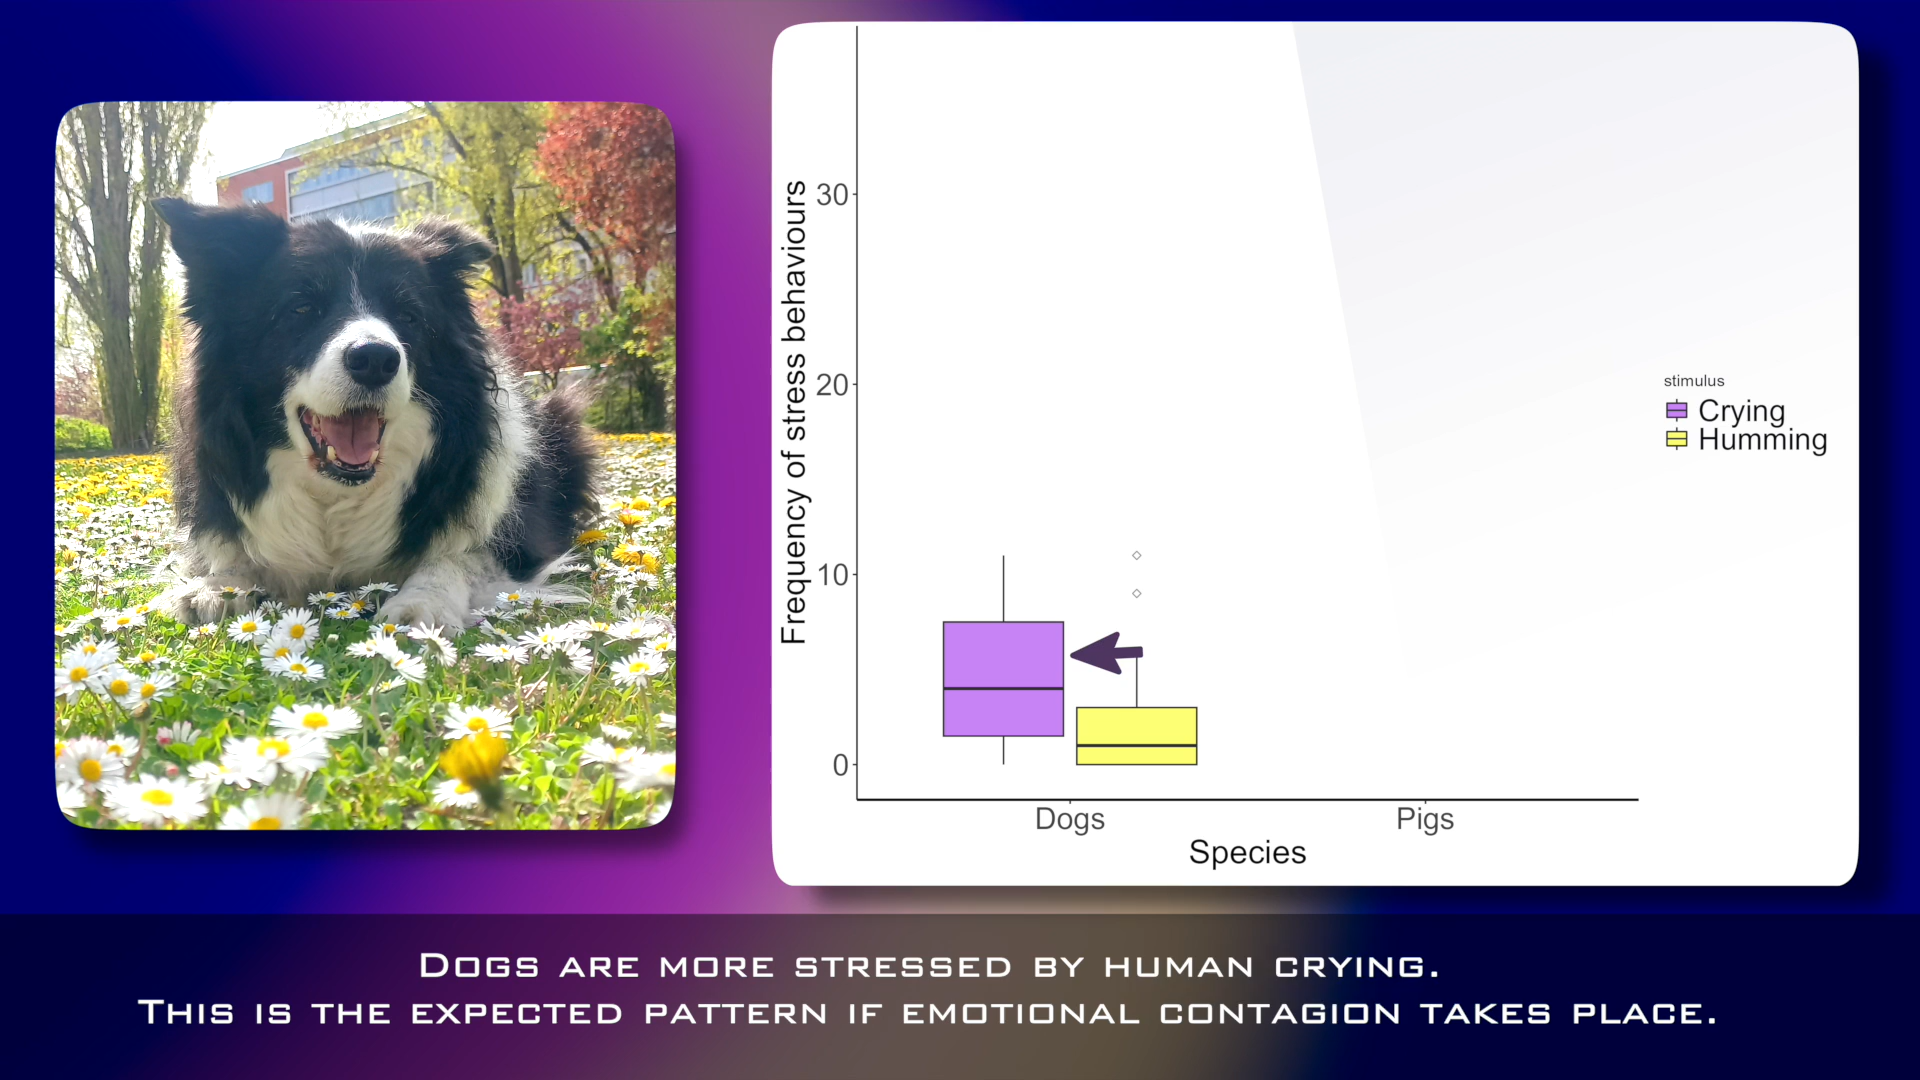 Frequency of stress behaviours
30
20
10
0
Dogs
Pigs
Species
stimulus
Crying
Humming
DOGS ARE MORE STRESSED BY HUMAN CRYING.
THIS IS THE EXPECTED PATTERN IF EMOTIONAL CONTAGION TAKES PLACE.